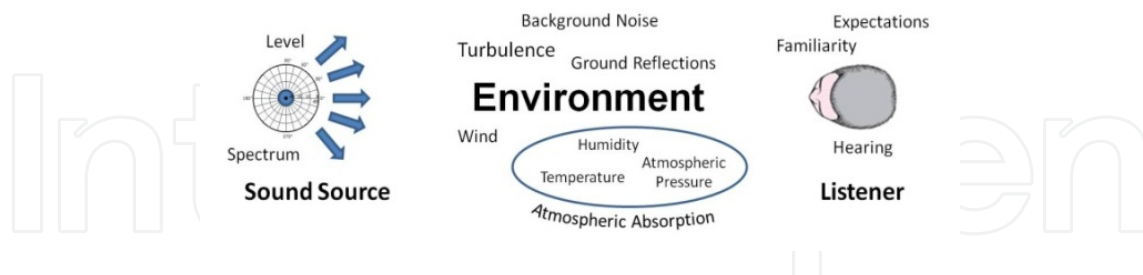 Level
Spectrum
Sound Source
Background Noise
Turbulence
Ground Reflections
Environment
Wind
Humidity
Temperature
Atmospheric
Pressure
Atmospheric Absorption
Expectations
Familiarity
Hearing
Listener